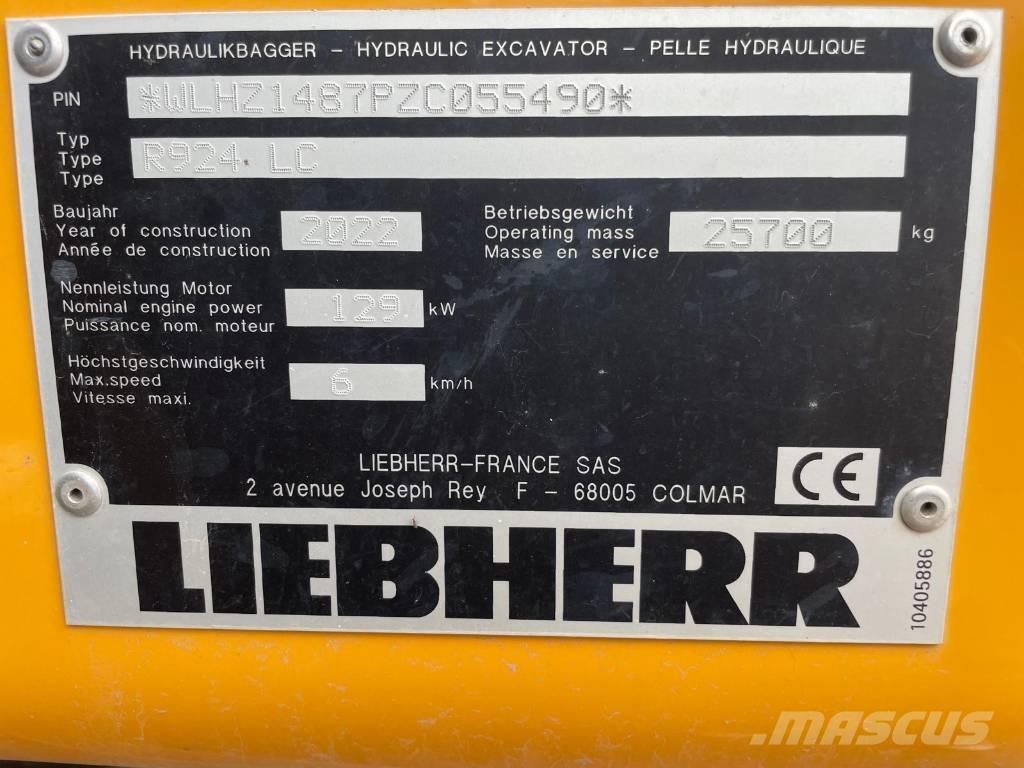 HYDRAULIKBAGGER – HYDRAULIC EXCAVATOR – PELLE HYDRAULIQUE
PIN *WLHZ1487PZC055490*
Typ
Type
Type
R924 LC
Baujahr
Year of construction
Année de construction
2022
Betriebsgewicht
Operating mass
Masse en service
25700 kg
Nennleistung Motor
Nominal engine power
Puissance nom. moteur
129 kW
Höchstgeschwindigkeit
Max.speed
Vitesse maxi.
6 km/h
LIEBHERR–FRANCE SAS
2 avenue Joseph Rey F – 68005 COLMAR
CE
LIEBHERR
10405886
MASCUS